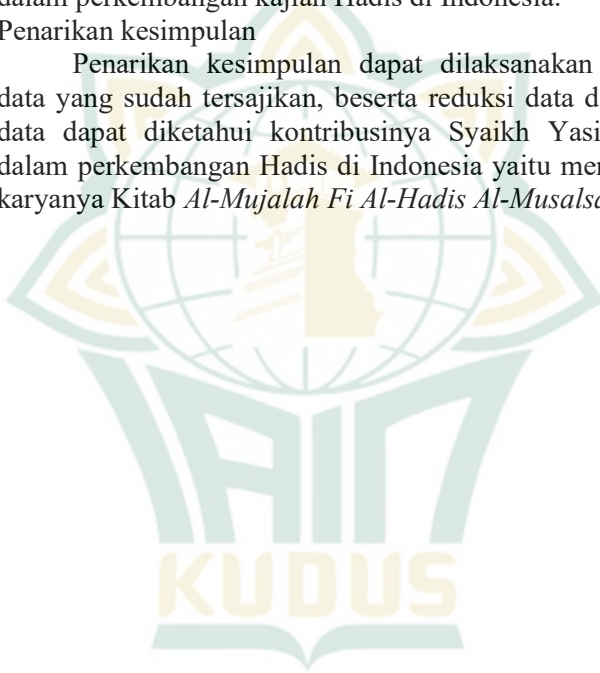 dalam perkembangan kajian Hadis di Indonesia.
Penarikan kesimpulan
Penarikan kesimpulan dapat dilaksanakan
data yang sudah tersajikan, beserta reduksi data d
data dapat diketahui kontribusinya Syaikh Yasi
dalam perkembangan Hadis di Indonesia yaitu mer
karyanya Kitab Al-Mujalah Fi Al-Hadis Al-Musalsa
IAIN
KUDUS